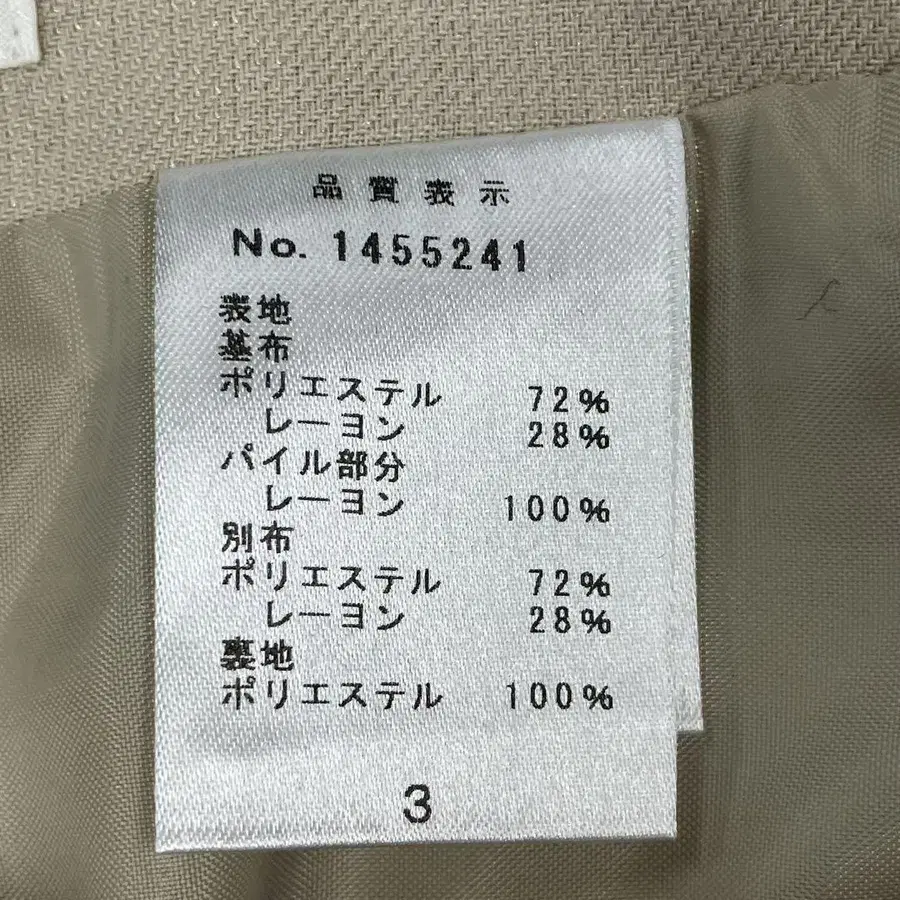 品質表示
No. 1455241
表地
基布
ポリエステル 72%
レーヨン 28%
パイル部分
レーヨン 100%
別布
ポリエステル 72%
レーヨン 28%
裏地
ポリエステル 100%
3